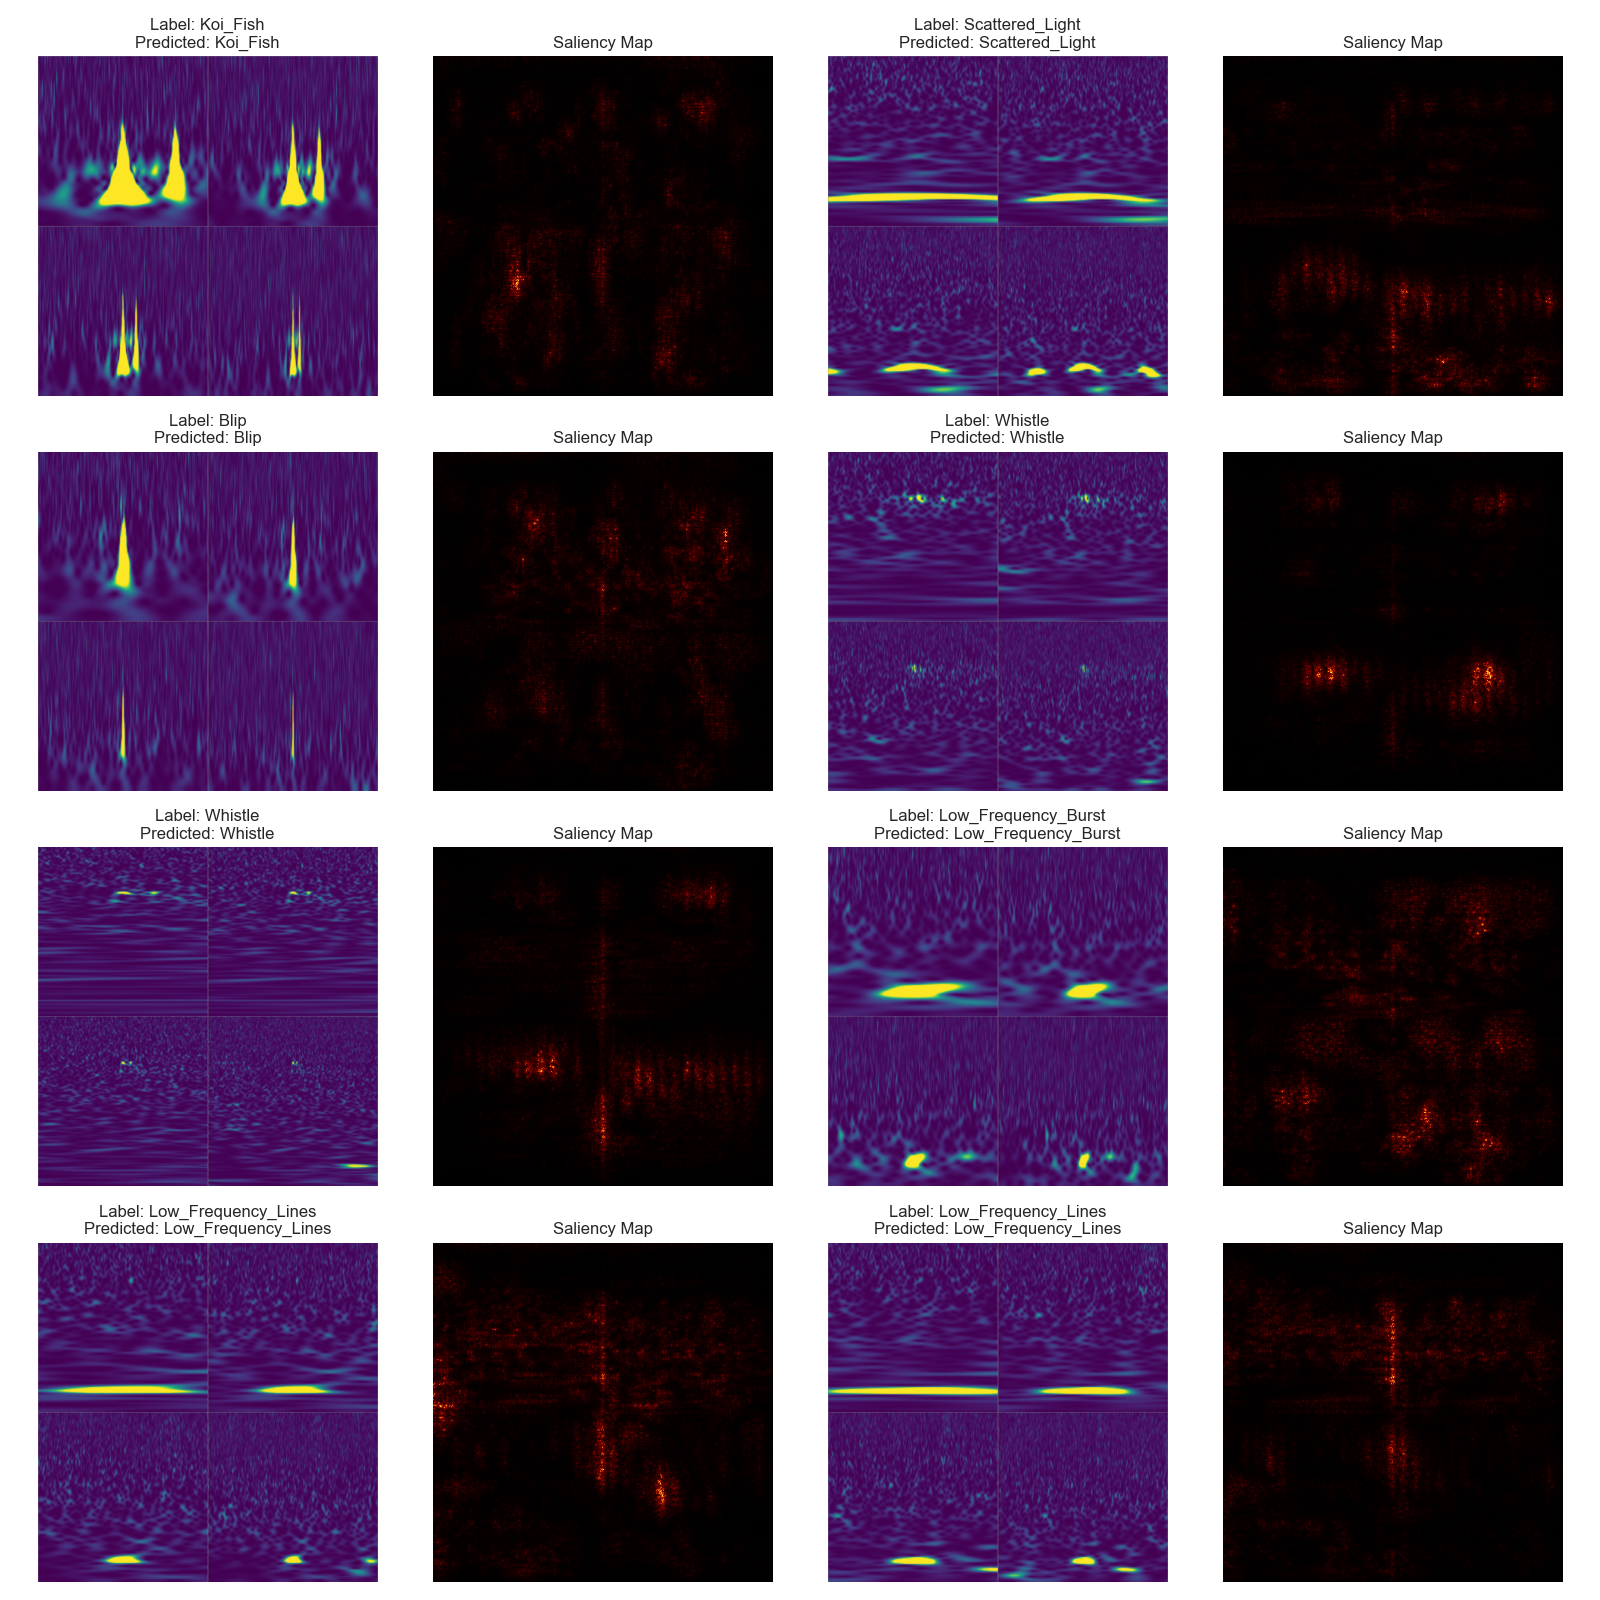 Label: Koi_Fish
Predicted: Koi_Fish
Saliency Map
Label: Scattered_Light
Predicted: Scattered_Light
Saliency Map
Label: Blip
Predicted: Blip
Saliency Map
Label: Whistle
Predicted: Whistle
Saliency Map
Label: Whistle
Predicted: Whistle
Saliency Map
Label: Low_Frequency_Burst
Predicted: Low_Frequency_Burst
Saliency Map
Label: Low_Frequency_Lines
Predicted: Low_Frequency_Lines
Saliency Map
Label: Low_Frequency_Lines
Predicted: Low_Frequency_Lines
Saliency Map